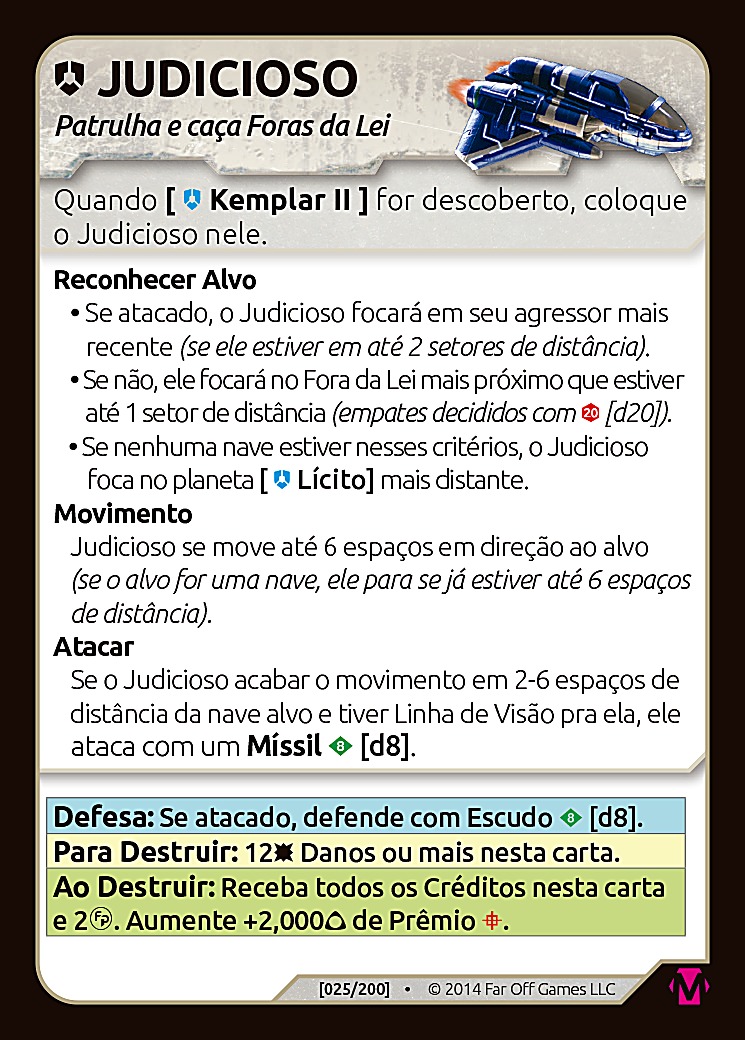 JUDICIOSO
Patrulha e caça Foras da Lei
Quando [ Kemplar II ] for descoberto, coloque
o Judicioso nele.
Reconhecer Alvo
• Se atacado, o Judicioso focará em seu agressor mais
recente (se ele estiver em até 2 setores de distância).
• Se não, ele focará no Fora da Lei mais próximo que estiver
até 1 setor de distância (empates decididos com 20 [d20]).
• Se nenhuma nave estiver nesses critérios, o Judicioso
foca no planeta [ Lícito] mais distante.
Movimento
Judicioso se move até 6 espaços em direção ao alvo
(se o alvo for uma nave, ele para se já estiver até 6 espaços
de distância).
Atacar
Se o Judicioso acabar o movimento em 2-6 espaços de
distância da nave alvo e tiver Linha de Visão pra ela, ele
ataca com um Míssil 8 [d8].
Defesa: Se atacado, defende com Escudo 8 [d8].
Para Destruir: 12 Danos ou mais nesta carta.
Ao Destruir: Receba todos os Créditos nesta carta
e 2 FP. Aumente +2,000 de Prêmio .
[025/200] • © 2014 Far Off Games LLC
M